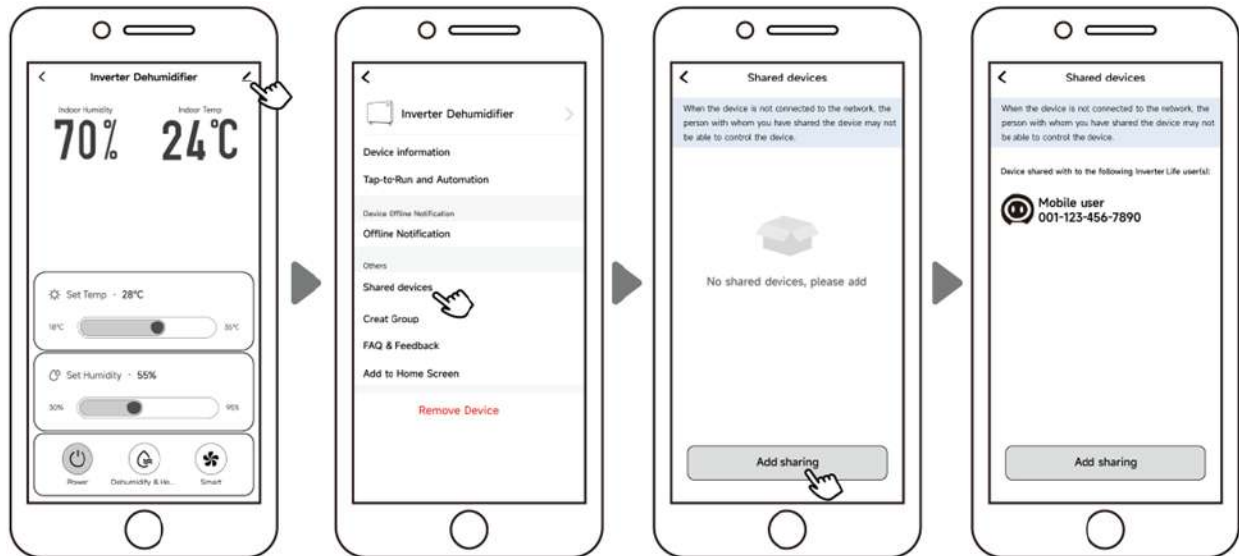 Inverter Dehumidifier
Indoor Humidity
Indoor Temp
70%
24°C
Set Temp · 28°C
18°C
Set Humidity · 55%
30%
95%
Power
Dehumidify & He...
Smart
Inverter Dehumidifier
Device information
Tap-to-Run and Automation
Device Offline Notification
Offline Notification
Others
Shared devices
Creat Group
FAQ & Feedback
Add to Home Screen
Remove Device
Shared devices
When the device is not connected to the network, the
person with whom you have shared the device may not
be able to control the device.
No shared devices, please add
Add sharing
Shared devices
When the device is not connected to the network, the
person with whom you have shared the device may not
be able to control the device.
Device shared with to the following Inverter Life user(s):
Mobile user
001-123-456-7890
Add sharing